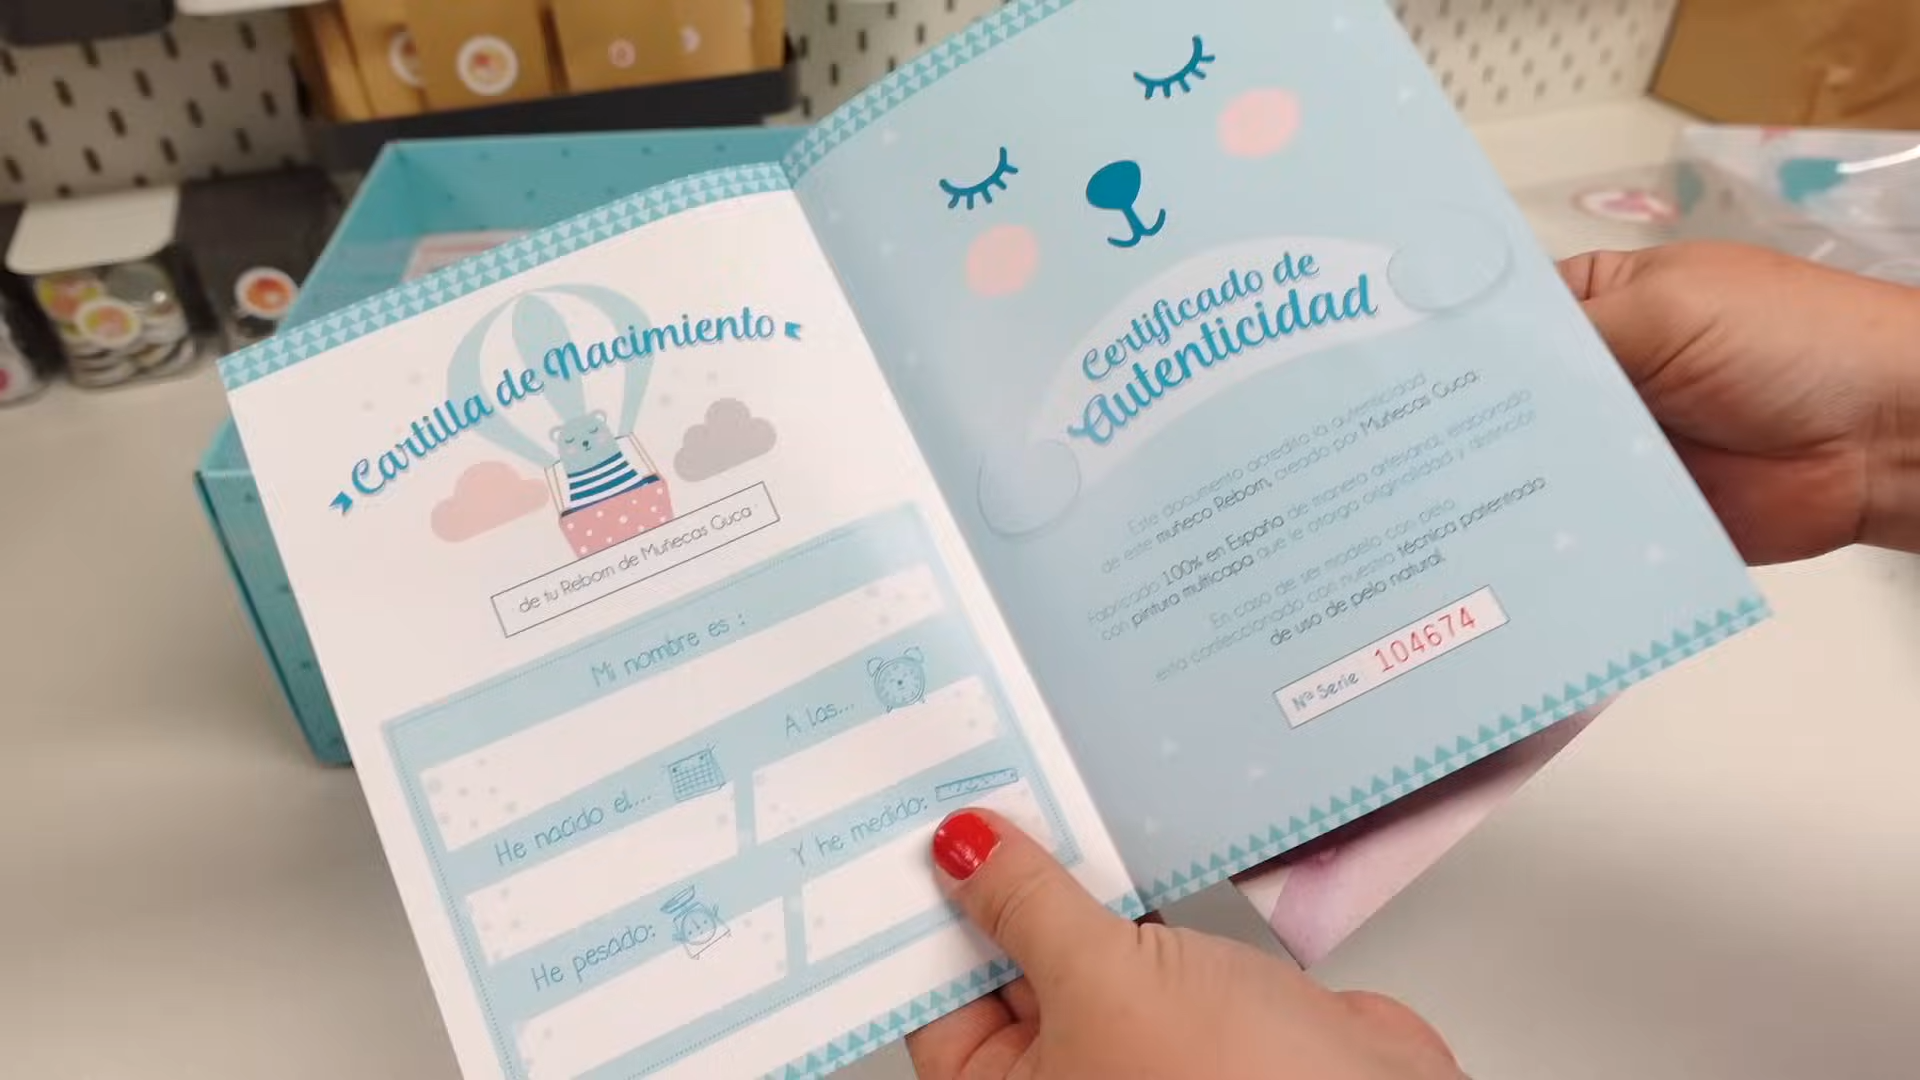 Cartilla de Nacimiento
de tu Reborn de Muñecas Guca
Mi nombre es :
He nacido el...
A las...
He pesado:
Y he medido:
Certificado de
Autenticidad
Este documento acredita la autenticidad
de este muñeco Reborn, creado por Muñecas Guca.
Fabricado 100% en España de manera artesanal, elaborado
con pintura multicapa que le otorga originalidad y distinción.
En caso de ser modelo con pelo,
está confeccionado con nuestra técnica patentada
de uso de pelo natural.
Nº Serie 104674